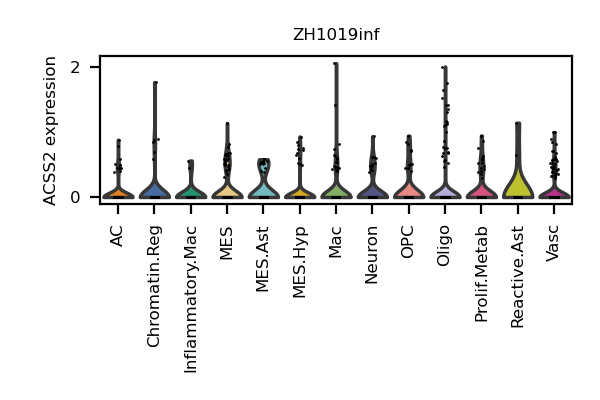 ZH1019inf
ACSS2 expression
2
0
AC
Chromatin.Reg
Inflammatory.Mac
MES
MES.Ast
MES.Hyp
Mac
Neuron
OPC
Oligo
Prolif.Metab
Reactive.Ast
Vasc